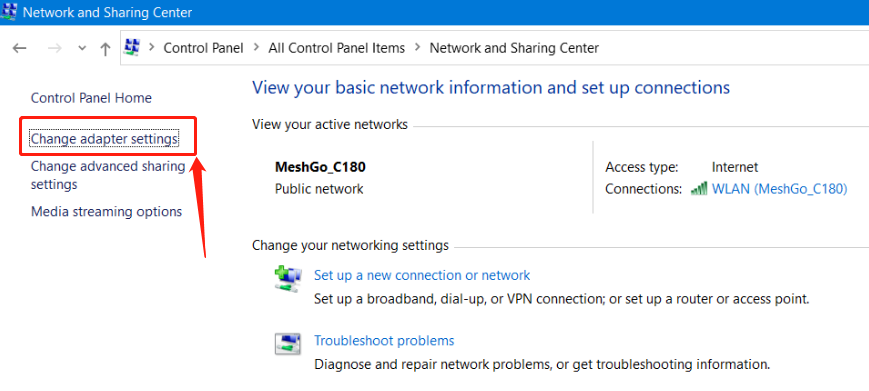 Network and Sharing Center
Control Panel > All Control Panel Items > Network and Sharing Center
Control Panel Home
Change adapter settings
Change advanced sharing
settings
Media streaming options
View your basic network information and set up connections
View your active networks
MeshGo_C180
Public network
Access type: Internet
Connections: WLAN (MeshGo_C180)
Change your networking settings
Set up a new connection or network
Set up a broadband, dial-up, or VPN connection; or set up a router or access point.
Troubleshoot problems
Diagnose and repair network problems, or get troubleshooting information.